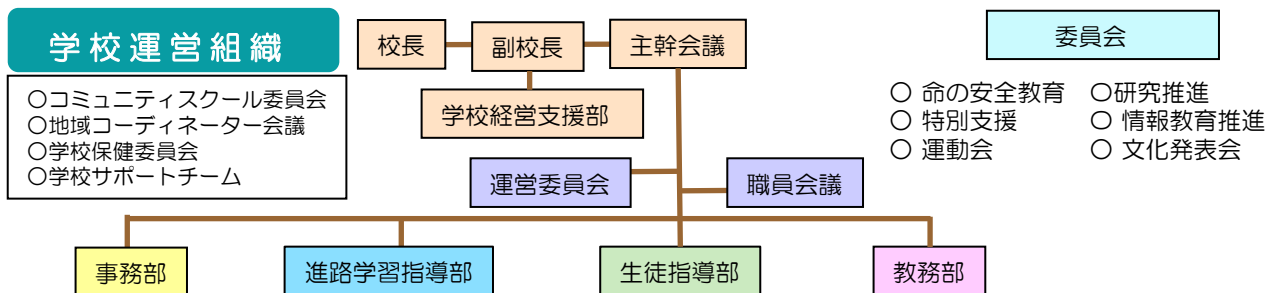 学校運営組織
〇コミュニティスクール委員会
〇地域コーディネーター会議
〇学校保健委員会
〇学校サポートチーム
校長
副校長
主幹会議
学校経営支援部
運営委員会
職員会議
事務部
進路学習指導部
生徒指導部
教務部
委員会
〇 命の安全教育 〇研究推進
〇 特別支援 〇 情報教育推進
〇 運動会 〇 文化発表会